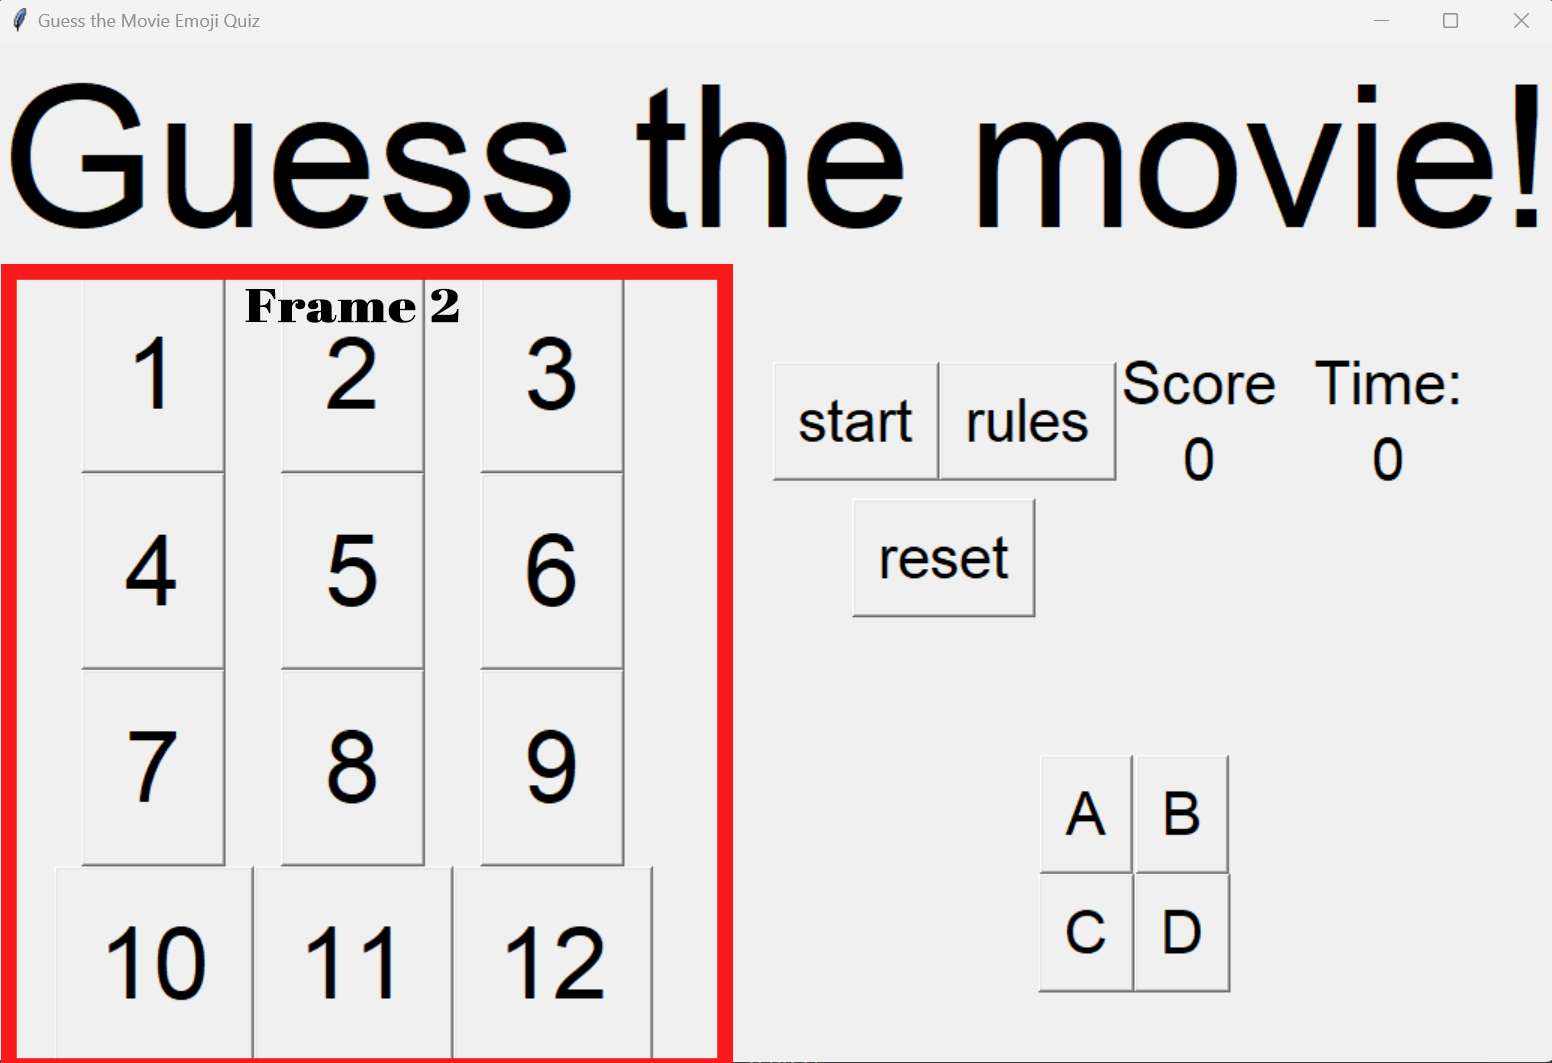 Guess the Movie Emoji Quiz
Guess the movie!
Frame 2
1 2 3
4 5 6
7 8 9
10 11 12
start rules Score Time:
0 0
reset
A B
C D